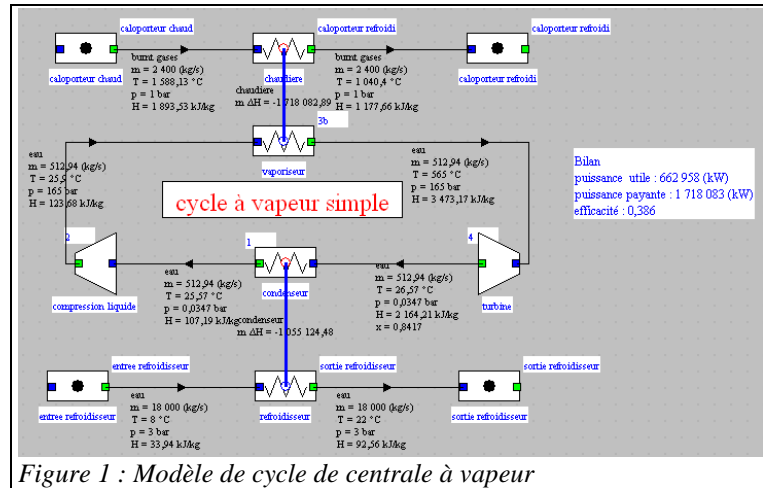 caloporteur chaud
caloporteur refroidi
caloporteur refroidi
caloporteur chaud
burnt gases
m = 2 400 (kg/s)
T = 1 588,13 °C
p = 1 bar
H = 1 893,53 kJ/kg
chaudiere
burnt gases
m = 2 400 (kg/s)
T = 1 040,4 °C
p = 1 bar
H = 1 177,66 kJ/kg
caloporteur refroidi
chaudiere
m ΔH = -1 718 082,89
3b
vaporiseur
eau
m = 512,94 (kg/s)
T = 25,9 °C
p = 165 bar
H = 123,68 kJ/kg
eau
m = 512,94 (kg/s)
T = 565 °C
p = 165 bar
H = 3 473,17 kJ/kg
Bilan
puissance utile : 662 958 (kW)
puissance payante : 1 718 083 (kW)
efficacité : 0,386
cycle à vapeur simple
2
1
4
compression liquide
eau
m = 512,94 (kg/s)
T = 25,57 °C
p = 0,0347 bar
H = 107,19 kJ/kg
condenseur
eau
m = 512,94 (kg/s)
T = 26,57 °C
p = 0,0347 bar
H = 2 164,21 kJ/kg
x = 0,8417
turbine
condenseur
m ΔH = -1 055 124,48
entree refroidisseur
sortie refroidisseur
sortie refroidisseur
entree refroidisseur
eau
m = 18 000 (kg/s)
T = 8 °C
p = 3 bar
H = 33,94 kJ/kg
refroidisseur
eau
m = 18 000 (kg/s)
T = 22 °C
p = 3 bar
H = 92,56 kJ/kg
sortie refroidisseur
Figure 1 : Modèle de cycle de centrale à vapeur